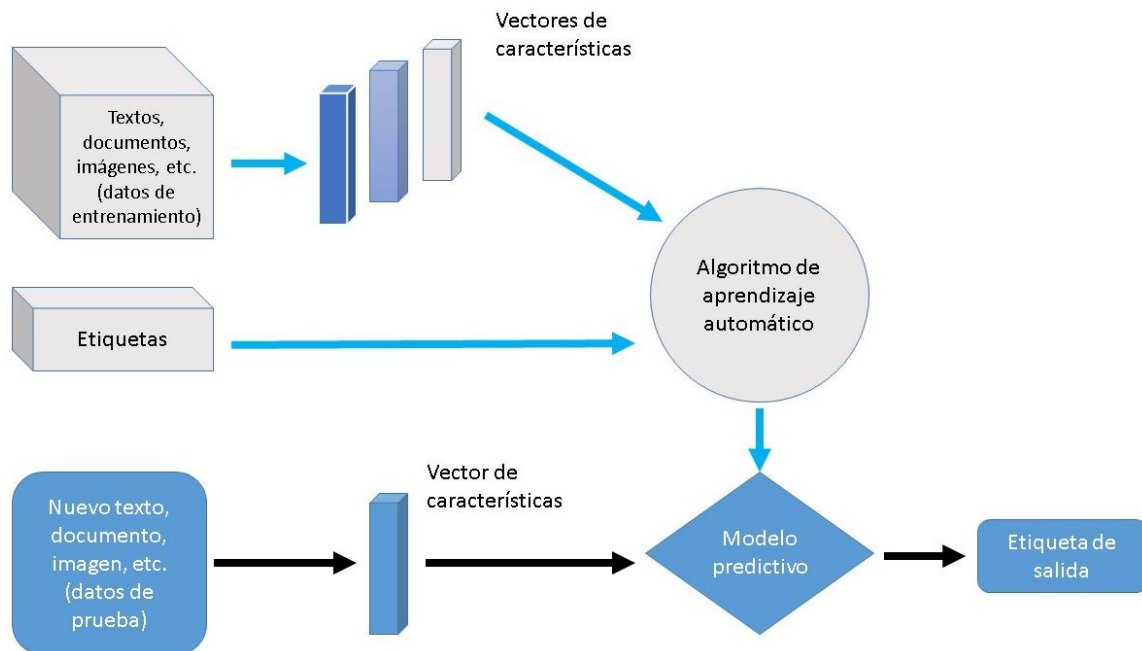 Vectores de
características
Textos,
documentos,
imágenes, etc.
(datos de
entrenamiento)
Etiquetas
Algoritmo de
aprendizaje
automático
Nuevo texto,
documento,
imagen, etc.
(datos de
prueba)
Vector de
características
Modelo
predictivo
Etiqueta de
salida